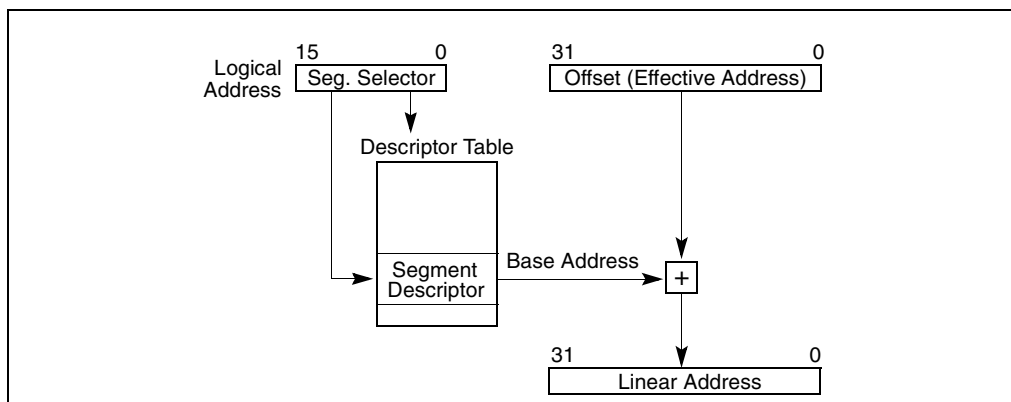 15 0
31 0
Logical
Address
Seg. Selector
Offset (Effective Address)
Descriptor Table
Segment
Descriptor
Base Address
+
31 0
Linear Address